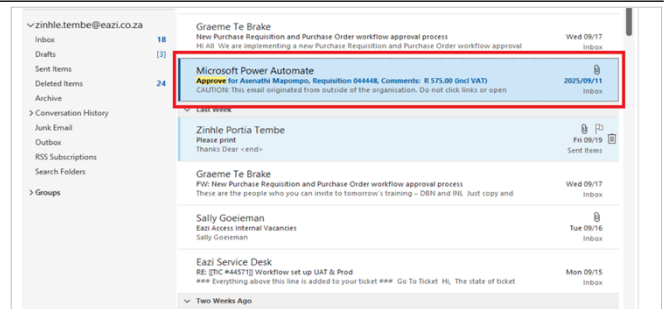 zinhle.tembe@eazi.co.za
Inbox 18
Drafts [3]
Sent Items
Deleted Items 24
Archive
Conversation History
Junk Email
Outbox
RSS Subscriptions
Search Folders
Groups
Graeme Te Brake
New Purchase Requisition and Purchase Order workflow approval process Wed 09/17
Hi All We are implementing a new Purchase Requisition and Purchase Order workflow approval Inbox
Microsoft Power Automate
Approve for Asenathi Mapompo, Requisition 044448, Comments: R 575.00 (incl VAT) 2025/09/11
CAUTION: This email originated from outside of the organisation. Do not click links or open Inbox
Last Week
Zinhle Portia Tembe
Please print Fri 09/19
Thanks Dear <end> Sent Items
Graeme Te Brake
FW: New Purchase Requisition and Purchase Order workflow approval process Wed 09/17
These are the people who you can invite to tomorrow's training – DBN and INL Just copy and Inbox
Sally Goeieman
Eazi Access Internal Vacancies Tue 09/16
Sally Goeieman Inbox
Eazi Service Desk
RE: [[TIC #44571]] Workflow set up UAT & Prod Mon 09/15
### Everything above this line is added to your ticket ### Go To Ticket Hi, The state of ticket Inbox
Two Weeks Ago